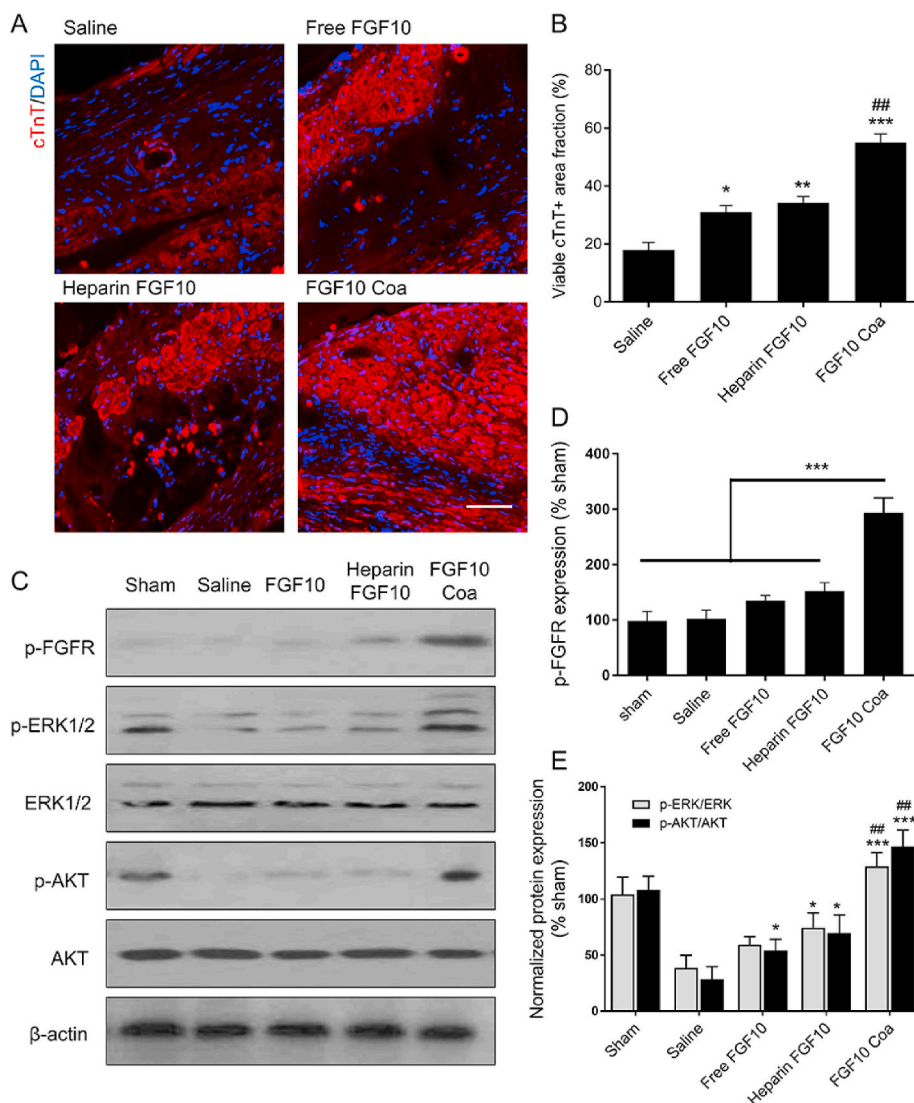 A
Saline
Free FGF10
cTnT/DAPI
Heparin FGF10
FGF10 Coa
B
Viable cTnT+ area fraction (%)
80
60
40
20
0
*
**
##
***
Saline
Free FGF10
Heparin FGF10
FGF10 Coa
C
Sham
Saline
FGF10
Heparin
FGF10
FGF10
Coa
p-FGFR
p-ERK1/2
ERK1/2
p-AKT
AKT
β-actin
D
p-FGFR expression (% sham)
400
300
200
100
0
***
sham
Saline
Free FGF10
Heparin FGF10
FGF10 Coa
E
Normalized protein expression
(% sham)
200
150
100
50
0
p-ERK/ERK
p-AKT/AKT
*
*
*
##
***
##
***
Sham
Saline
Free FGF10
Heparin FGF10
FGF10 Coa